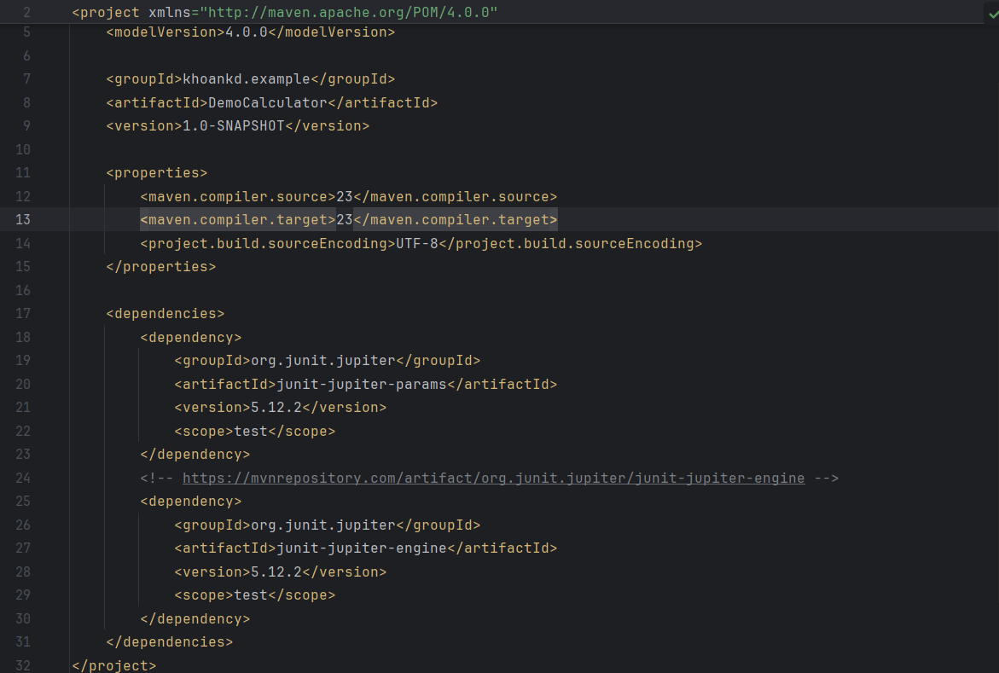 2 <project xmlns="http://maven.apache.org/POM/4.0.0"
5 <modelVersion>4.0.0</modelVersion>
6
7 <groupId>khoankd.example</groupId>
8 <artifactId>DemoCalculator</artifactId>
9 <version>1.0-SNAPSHOT</version>
10
11 <properties>
12 <maven.compiler.source>23</maven.compiler.source>
13 <maven.compiler.target>23</maven.compiler.target>
14 <project.build.sourceEncoding>UTF-8</project.build.sourceEncoding>
15 </properties>
16
17 <dependencies>
18 <dependency>
19 <groupId>org.junit.jupiter</groupId>
20 <artifactId>junit-jupiter-params</artifactId>
21 <version>5.12.2</version>
22 <scope>test</scope>
23 </dependency>
24 <!-- https://mvnrepository.com/artifact/org.junit.jupiter/junit-jupiter-engine -->
25 <dependency>
26 <groupId>org.junit.jupiter</groupId>
27 <artifactId>junit-jupiter-engine</artifactId>
28 <version>5.12.2</version>
29 <scope>test</scope>
30 </dependency>
31 </dependencies>
32 </project>